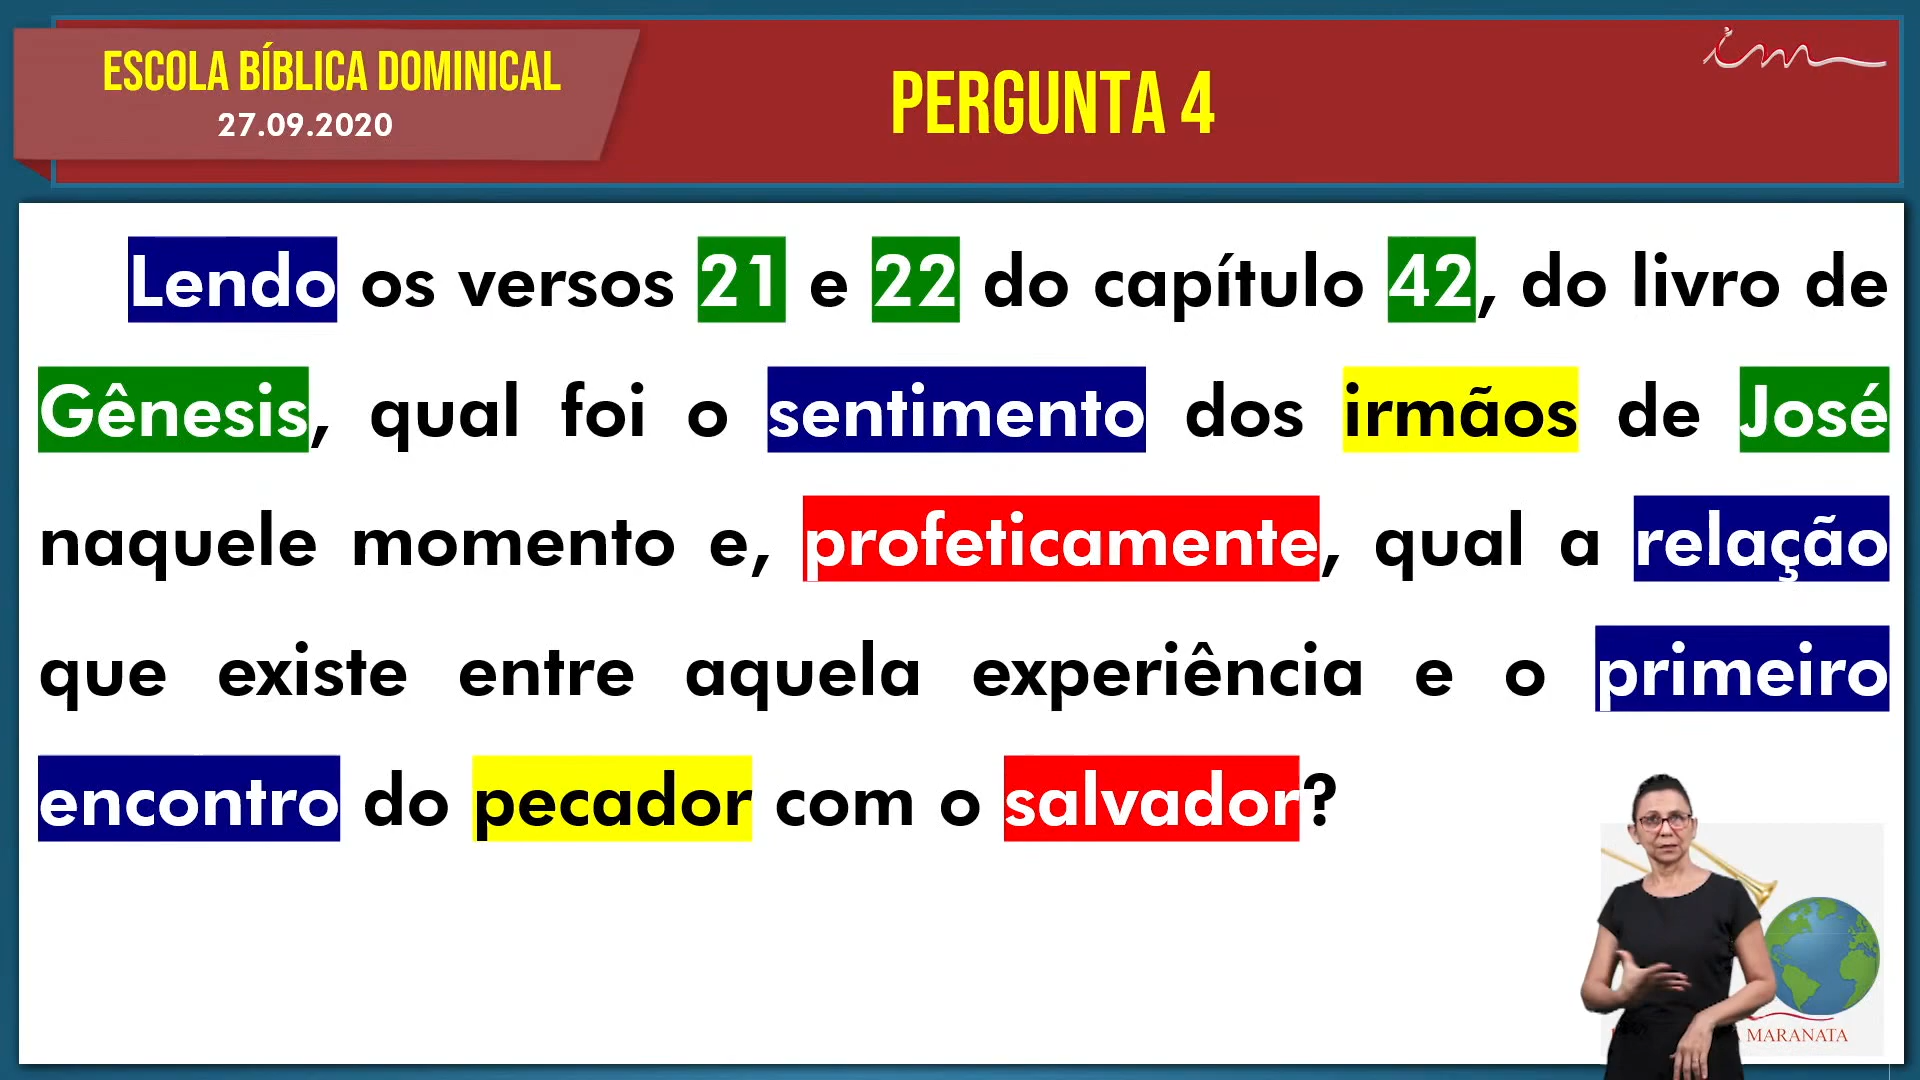 ESCOLA BÍBLICA DOMINICAL
27.09.2020
PERGUNTA 4
im
Lendo os versos 21 e 22 do capítulo 42, do livro de
Gênesis, qual foi o sentimento dos irmãos de José
naquele momento e, profeticamente, qual a relação
que existe entre aquela experiência e o primeiro
encontro do pecador com o salvador?
MARANATA